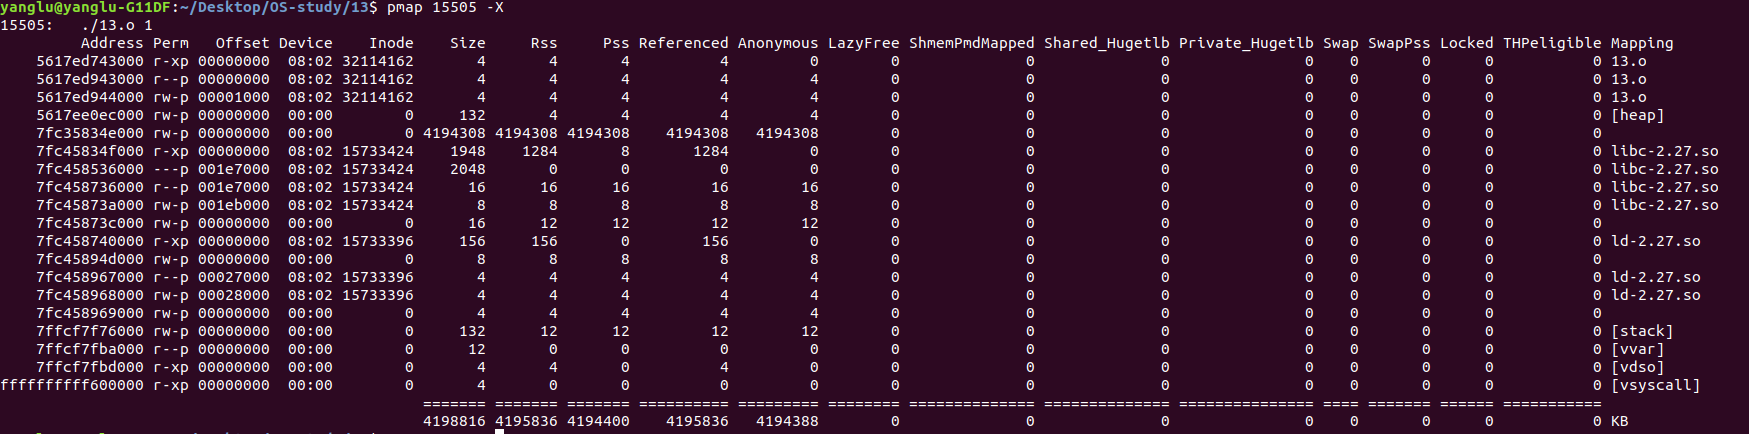 yanglu@yanglu-G11DF:~/Desktop/OS-study/13$ pmap 15505 -X
15505:   ./13.o 1
Address Perm Offset Device Inode Size Rss Pss Referenced Anonymous LazyFree ShmemPmdMapped Shared_Hugetlb Private_Hugetlb Swap SwapPss Locked THPeligible Mapping
5617ed743000 r-xp 00000000 08:02 32114162 4 4 4 4 0 0 0 0 0 0 0 0 0 13.o
5617ed943000 r--p 00000000 08:02 32114162 4 4 4 4 4 0 0 0 0 0 0 0 0 13.o
5617ed944000 rw-p 00001000 08:02 32114162 4 4 4 4 4 0 0 0 0 0 0 0 0 13.o
5617ee0ec000 rw-p 00000000 00:00 0 132 4 4 4 4 0 0 0 0 0 0 0 0 [heap]
7fc35834e000 rw-p 00000000 00:00 0 4194308 4194308 4194308 4194308 4194308 0 0 0 0 0 0 0 0
7fc45834f000 r-xp 00000000 08:02 15733424 1948 1284 8 1284 0 0 0 0 0 0 0 0 0 libc-2.27.so
7fc458536000 ---p 001e7000 08:02 15733424 2048 0 0 0 0 0 0 0 0 0 0 0 0 libc-2.27.so
7fc458736000 r--p 001e7000 08:02 15733424 16 16 16 16 16 0 0 0 0 0 0 0 0 libc-2.27.so
7fc45873a000 rw-p 001eb000 08:02 15733424 8 8 8 8 8 0 0 0 0 0 0 0 0 libc-2.27.so
7fc45873c000 rw-p 00000000 00:00 0 16 12 12 12 12 0 0 0 0 0 0 0 0
7fc458740000 r-xp 00000000 08:02 15733396 156 156 0 156 0 0 0 0 0 0 0 0 0 ld-2.27.so
7fc45894d000 rw-p 00000000 00:00 0 8 8 8 8 8 0 0 0 0 0 0 0 0
7fc458967000 r--p 00027000 08:02 15733396 4 4 4 4 4 0 0 0 0 0 0 0 0 ld-2.27.so
7fc458968000 rw-p 00028000 08:02 15733396 4 4 4 4 4 0 0 0 0 0 0 0 0 ld-2.27.so
7fc458969000 rw-p 00000000 00:00 0 4 4 4 4 4 0 0 0 0 0 0 0 0
7ffcf7f76000 rw-p 00000000 00:00 0 132 12 12 12 12 0 0 0 0 0 0 0 0 [stack]
7ffcf7fba000 r--p 00000000 00:00 0 12 0 0 0 0 0 0 0 0 0 0 0 0 [vvar]
7ffcf7fbd000 r-xp 00000000 00:00 0 4 4 0 4 0 0 0 0 0 0 0 0 0 [vdso]
ffffffffff600000 r-xp 00000000 00:00 0 4 0 0 0 0 0 0 0 0 0 0 0 0 [vsyscall]
======= ======= ======= ========== ========= ======== ============== ============== =============== ==== ======= ====== ===========
4198816 4195836 4194400 4195836 4194388 0 0 0 0 0 0 0 0 KB